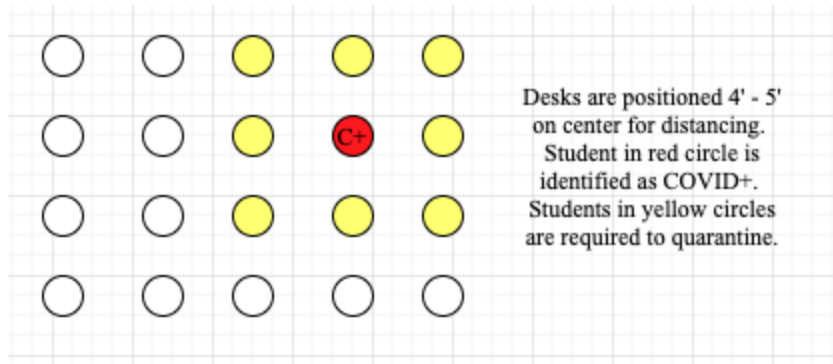 C+
Desks are positioned 4' - 5'
on center for distancing.
Student in red circle is
identified as COVID+.
Students in yellow circles
are required to quarantine.